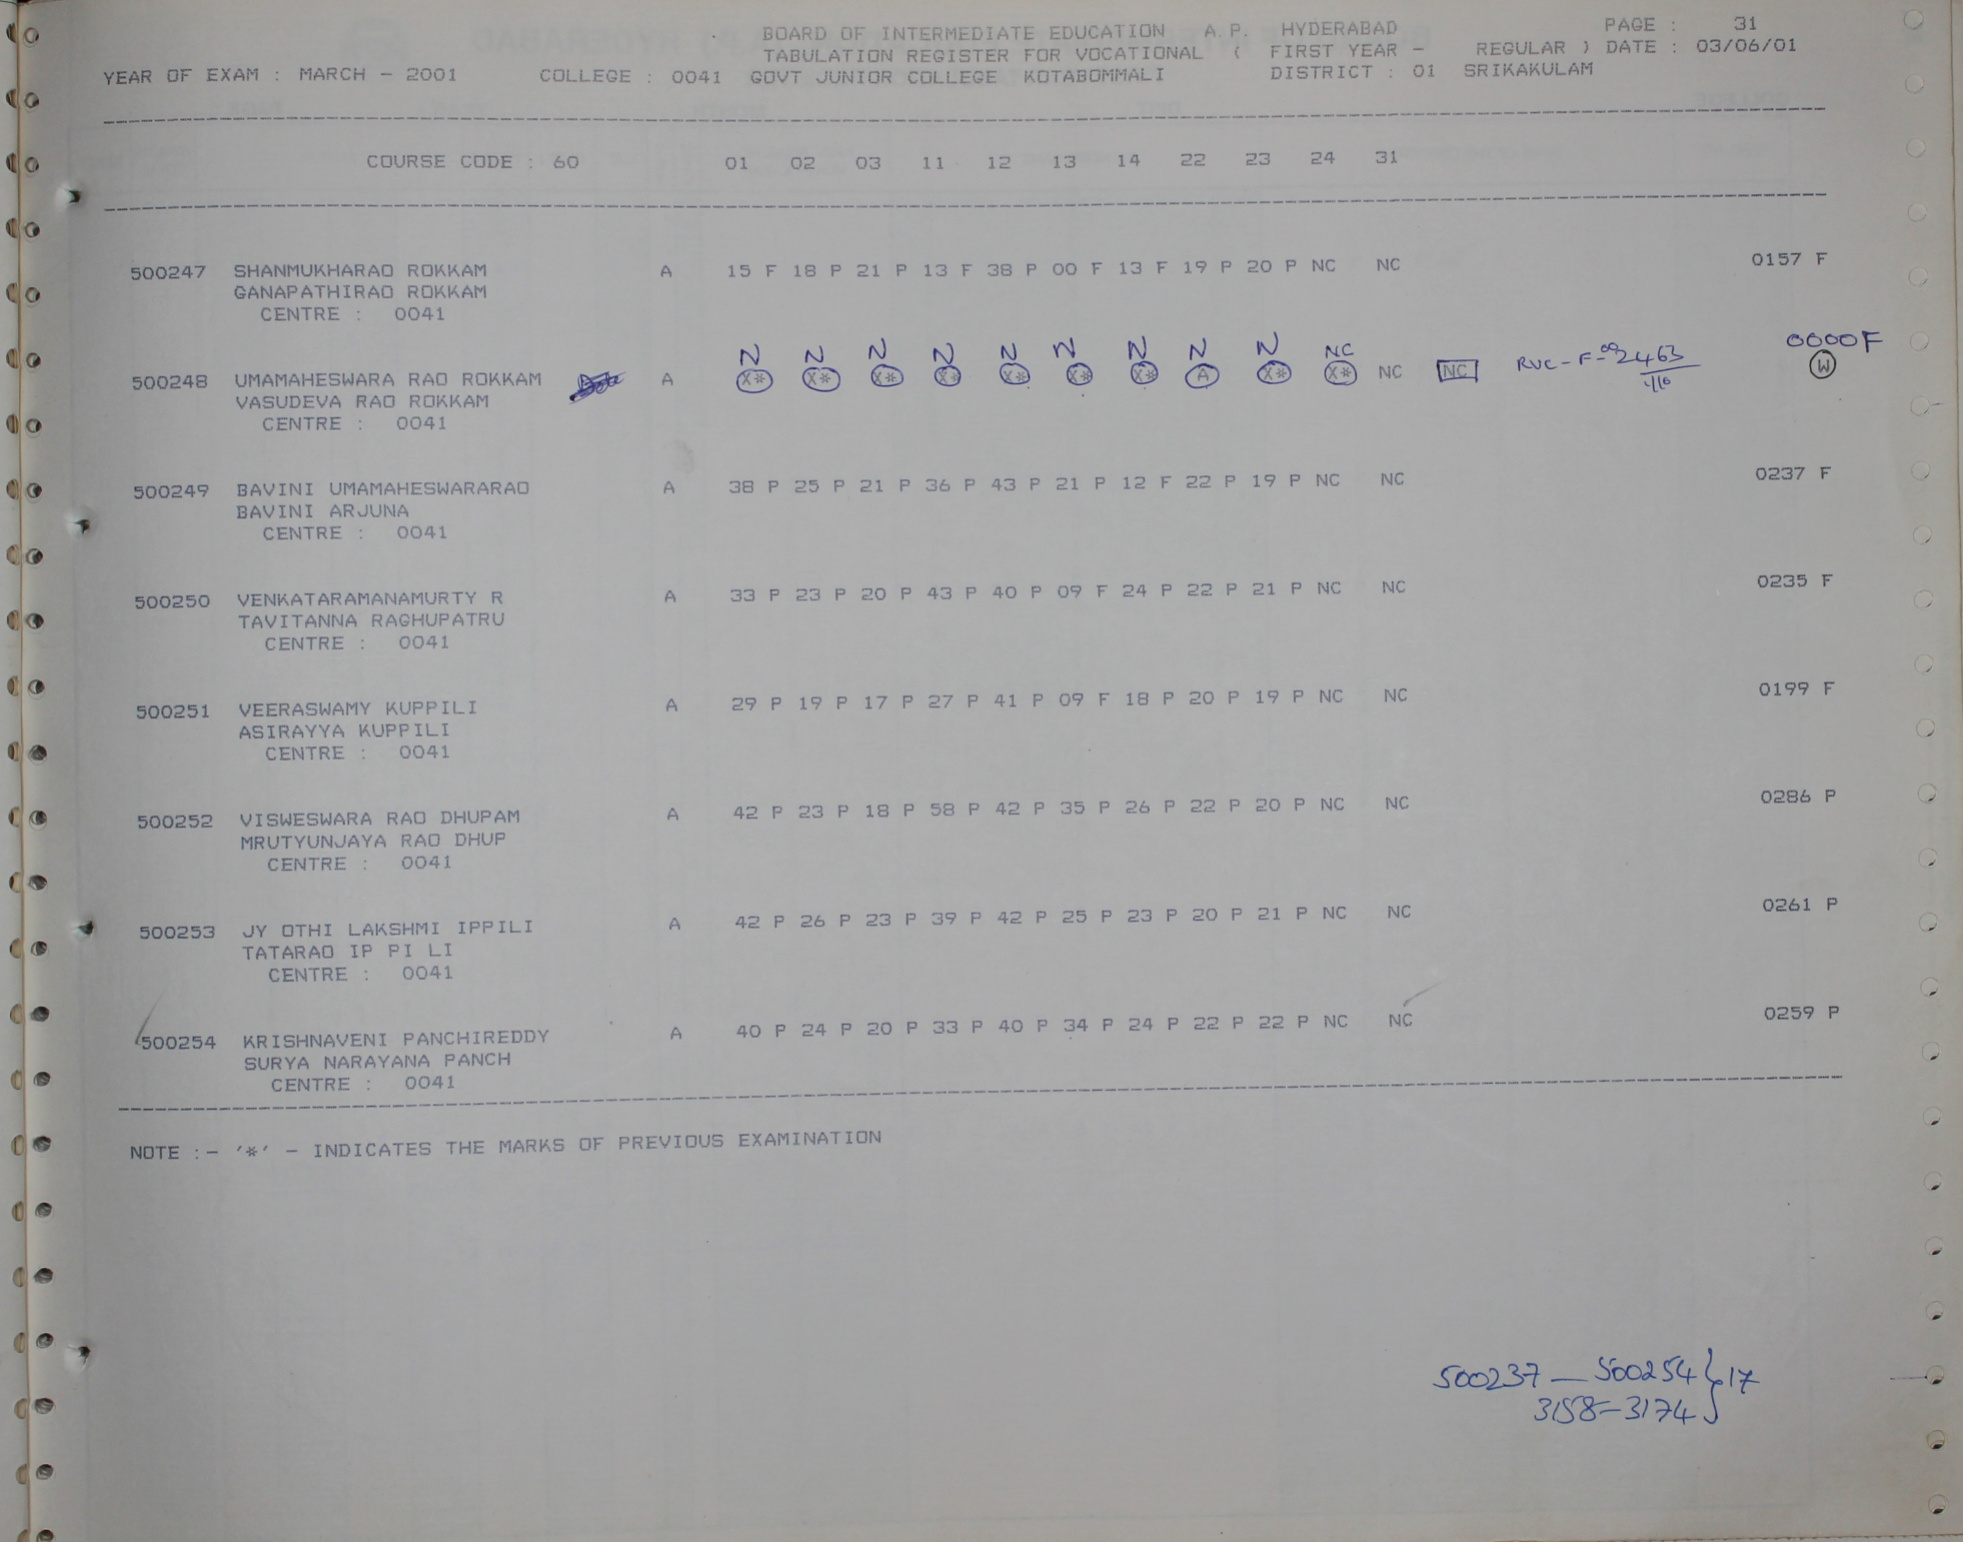 BOARD OF INTERMEDIATE EDUCATION A.P. HYDERABAD PAGE : 31
TABULATION REGISTER FOR VOCATIONAL ( FIRST YEAR - REGULAR ) DATE : 03/06/01
YEAR OF EXAM : MARCH - 2001 COLLEGE : 0041 GOVT JUNIOR COLLEGE KOTABOMMALI DISTRICT : 01 SRIKAKULAM
COURSE CODE : 60 01 02 03 11 12 13 14 22 23 24 31
500247 SHANMUKHARAO ROKKAM A 15 F 18 P 21 P 13 F 38 P 00 F 13 F 19 P 20 P NC NC 0157 F
GANAPATHIRAO ROKKAM
CENTRE : 0041
N N N N N N N N N NC 0000F
500248 UMAMAHESWARA RAO ROKKAM A X* X* X* X* X* X* X* A X* X* NC NC RVC-F- 2463 W
VASUDEVA RAO ROKKAM
CENTRE : 0041
500249 BAVINI UMAMAHESWARARAO A 38 P 25 P 21 P 36 P 43 P 21 P 12 F 22 P 19 P NC NC 0237 F
BAVINI ARJUNA
CENTRE : 0041
500250 VENKATARAMANAMURTY R A 33 P 23 P 20 P 43 P 40 P 09 F 24 P 22 P 21 P NC NC 0235 F
TAVITANNA RAGHUPATRU
CENTRE : 0041
500251 VEERASWAMY KUPPILI A 29 P 19 P 17 P 27 P 41 P 09 F 18 P 20 P 19 P NC NC 0199 F
ASIRAYYA KUPPILI
CENTRE : 0041
500252 VISWESWARA RAO DHUPAM A 42 P 23 P 18 P 58 P 42 P 35 P 26 P 22 P 20 P NC NC 0286 P
MRUTYUNJAYA RAO DHUP
CENTRE : 0041
500253 JY OTHI LAKSHMI IPPILI A 42 P 26 P 23 P 39 P 42 P 25 P 23 P 20 P 21 P NC NC 0261 P
TATARAO IP PI LI
CENTRE : 0041
500254 KRISHNAVENI PANCHIREDDY A 40 P 24 P 20 P 33 P 40 P 34 P 24 P 22 P 22 P NC NC 0259 P
SURYA NARAYANA PANCH
CENTRE : 0041
NOTE :- '*' - INDICATES THE MARKS OF PREVIOUS EXAMINATION
500237 — 500254 } 17
3158-3174